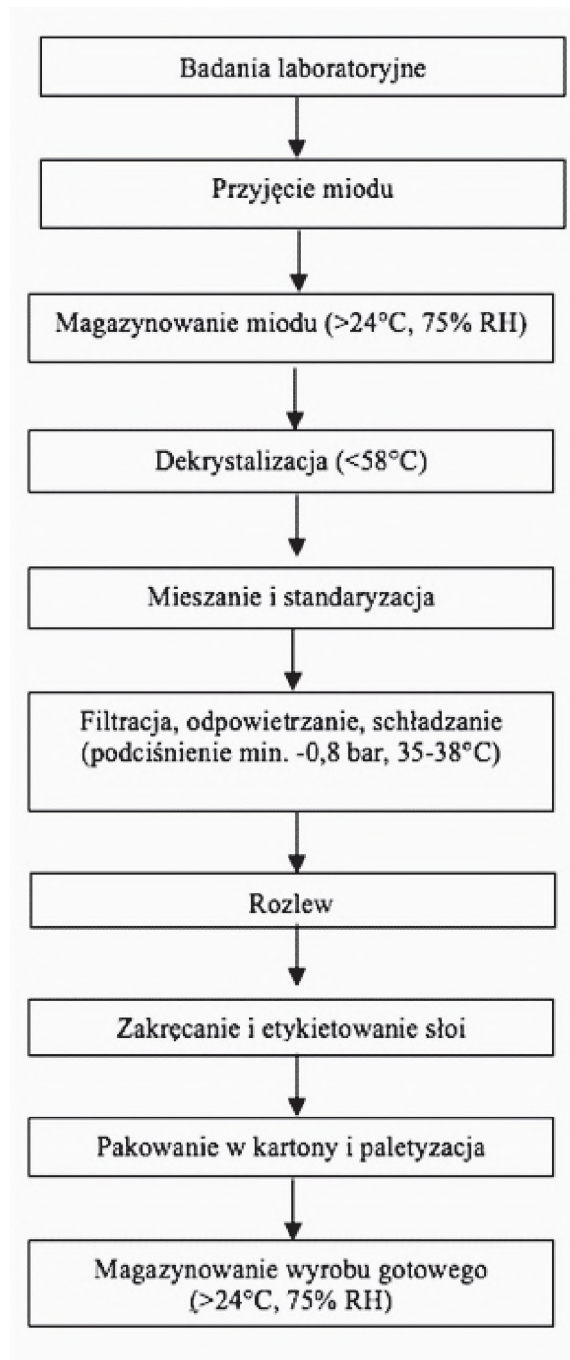 Badania laboratoryjne
Przyjęcie miodu
Magazynowanie miodu (>24°C, 75% RH)
Dekrystalizacja (<58°C)
Mieszanie i standaryzacja
Filtracja, odpowietrzanie, schładzanie
(podciśnienie min. -0,8 bar, 35-38°C)
Rozlew
Zakręcanie i etykietowanie słoi
Pakowanie w kartony i paletyzacja
Magazynowanie wyrobu gotowego
(>24°C, 75% RH)